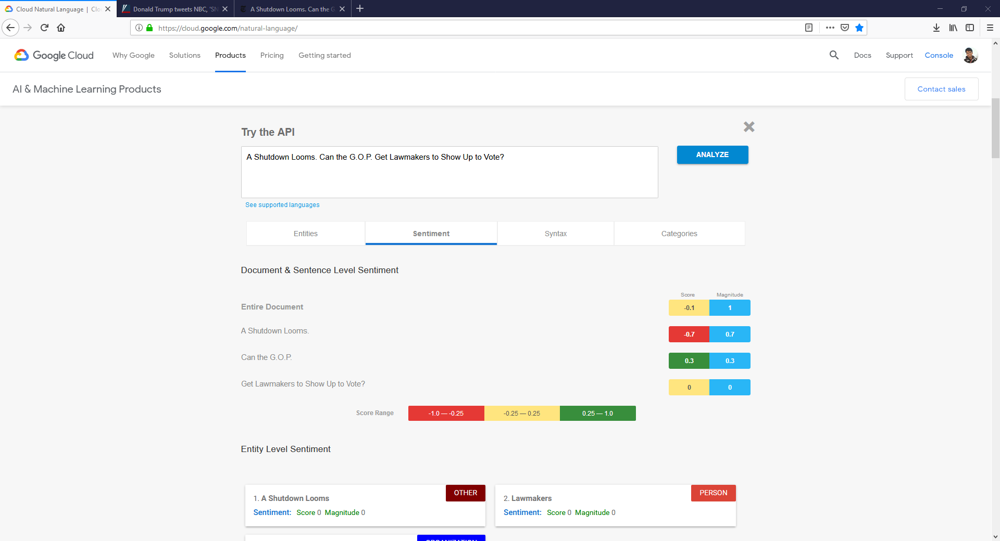 Cloud Natural Language | Clo
Donald Trump tweets NBC, 'SN
A Shutdown Looms. Can the G.
https://cloud.google.com/natural-language/
Google Cloud
Why Google
Solutions
Products
Pricing
Getting started
Docs
Support
Console
AI & Machine Learning Products
Contact sales
Try the API
A Shutdown Looms. Can the G.O.P. Get Lawmakers to Show Up to Vote?
ANALYZE
See supported languages
Entities
Sentiment
Syntax
Categories
Document & Sentence Level Sentiment
Score Magnitude
Entire Document -0.1 1
A Shutdown Looms. -0.7 0.7
Can the G.O.P. 0.3 0.3
Get Lawmakers to Show Up to Vote? 0 0
Score Range -1.0 — -0.25 -0.25 — 0.25 0.25 — 1.0
Entity Level Sentiment
OTHER
1. A Shutdown Looms
Sentiment: Score 0 Magnitude 0
PERSON
2. Lawmakers
Sentiment: Score 0 Magnitude 0